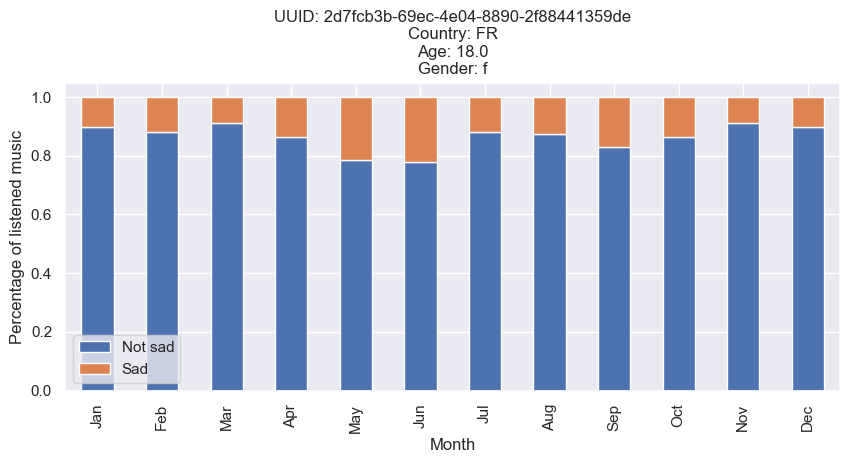 UUID: 2d7fcb3b-69ec-4e04-8890-2f88441359de
Country: FR
Age: 18.0
Gender: f
Percentage of listened music
1.0
0.8
0.6
0.4
0.2
0.0
Not sad
Sad
Jan
Feb
Mar
Apr
May
Jun
Jul
Aug
Sep
Oct
Nov
Dec
Month